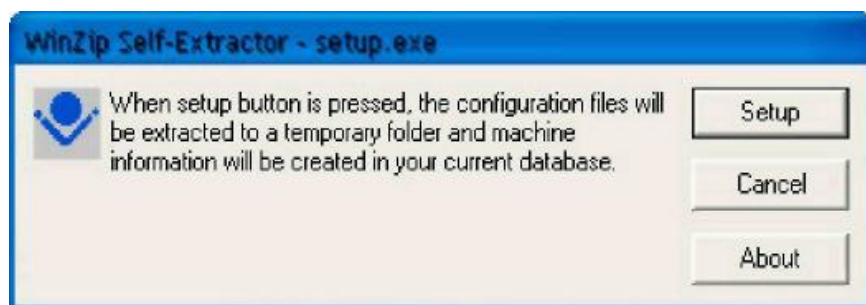 WinZip Self-Extractor - setup.exe
When setup button is pressed, the configuration files will
be extracted to a temporary folder and machine
information will be created in your current database.
Setup
Cancel
About